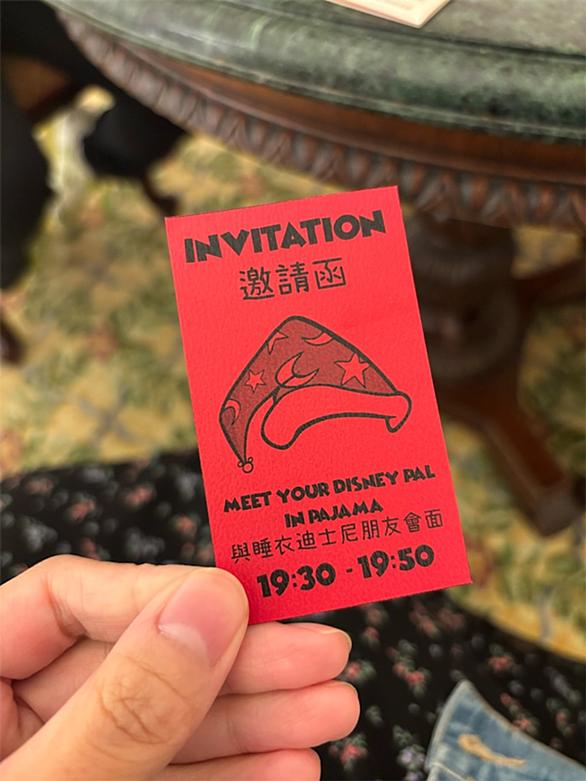 INVITATION
邀請函
MEET YOUR DISNEY PAL
IN PAJAMA
與睡衣迪士尼朋友會面
19:30 - 19:50